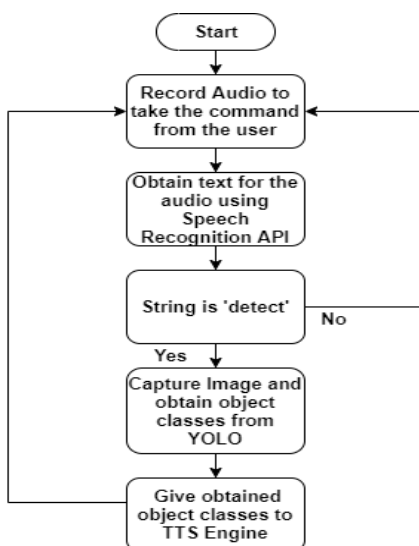 Start
Record Audio to
take the command
from the user
Obtain text for the
audio using
Speech
Recognition API
String is 'detect'
No
Yes
Capture Image and
obtain object
classes from
YOLO
Give obtained
object classes to
TTS Engine